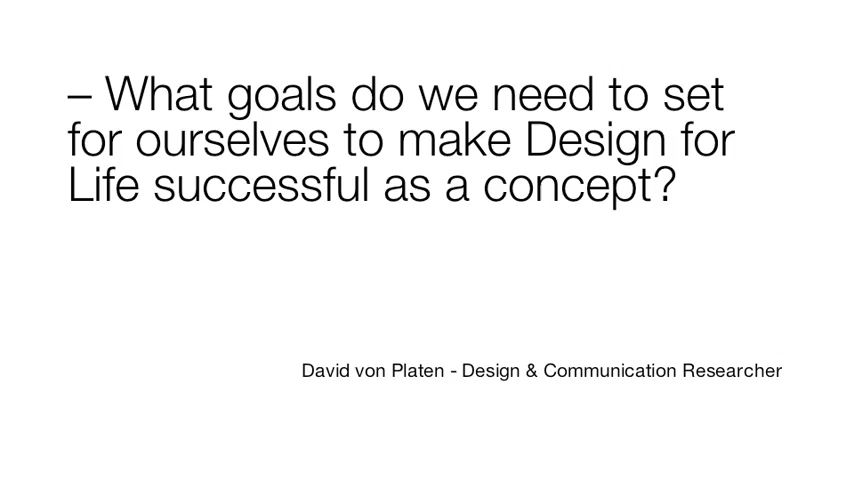 – What goals do we need to set
for ourselves to make Design for
Life successful as a concept?
David von Platen - Design & Communication Researcher